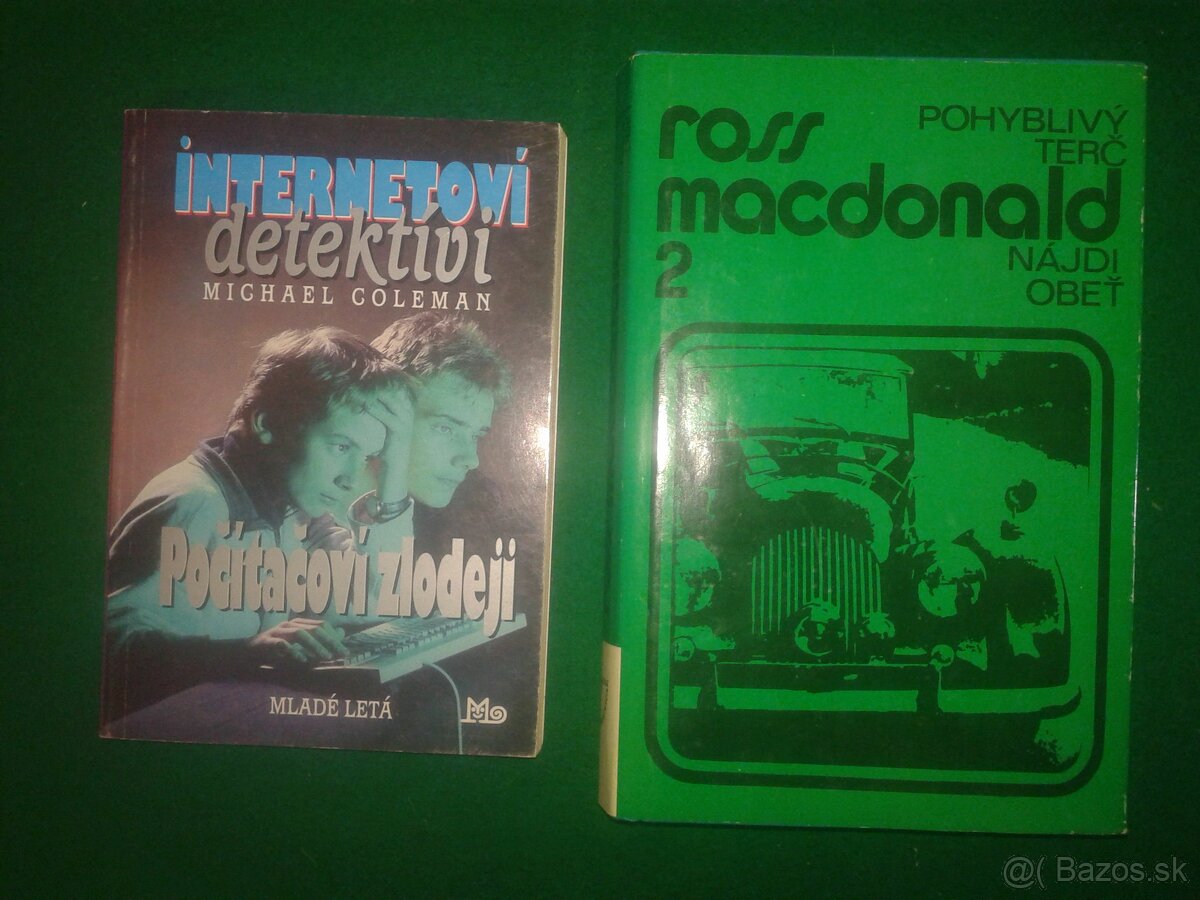 INTERNETOVÍ
detektívi
MICHAEL COLEMAN
Počítačoví zlodeji
MLADÉ LETÁ
ross
macdonald
2
POHYBLIVÝ
TERČ
NÁJDI
OBEŤ
@( Bazos.sk